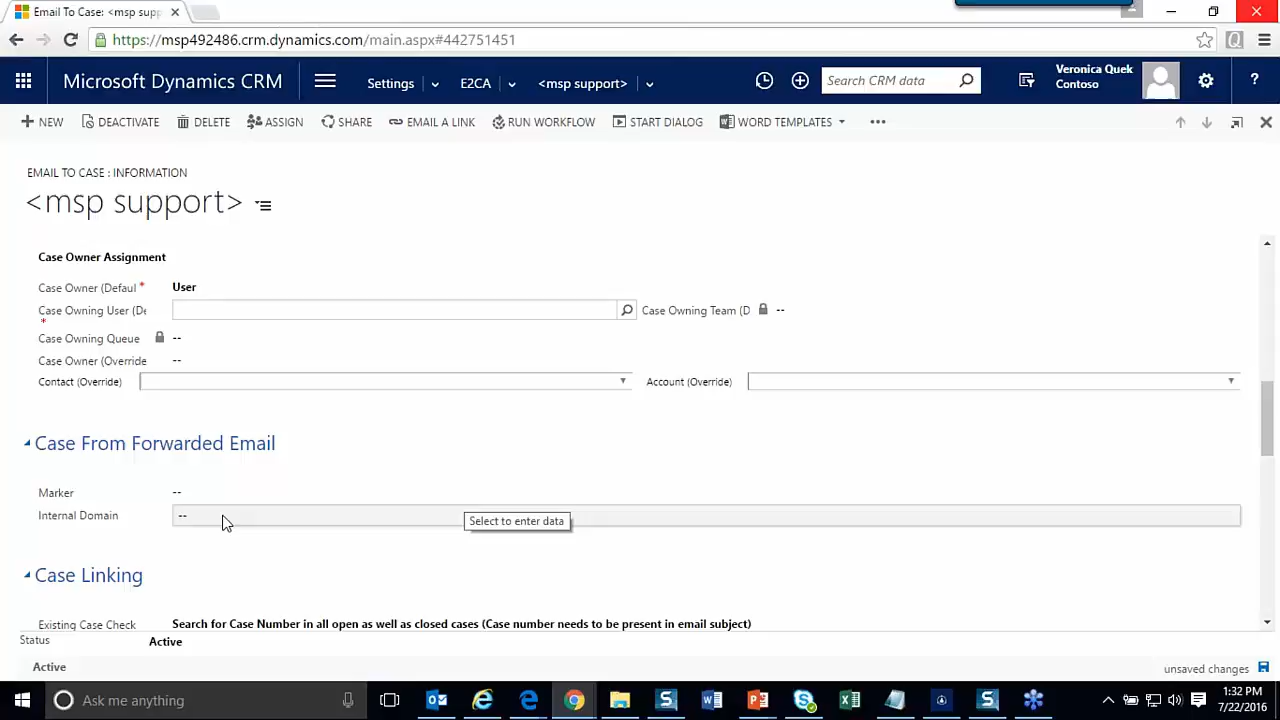 Email To Case: <msp supp
https://msp492486.crm.dynamics.com/main.aspx#442751451
Microsoft Dynamics CRM
Settings
E2CA
<msp support>
Search CRM data
Veronica Quek
Contoso
?
NEW
DEACTIVATE
DELETE
ASSIGN
SHARE
EMAIL A LINK
RUN WORKFLOW
START DIALOG
WORD TEMPLATES
EMAIL TO CASE : INFORMATION
<msp support>
Case Owner Assignment
Case Owner (Defaul * User
Case Owning User (De
*
Case Owning Team (D --
Case Owning Queue --
Case Owner (Override --
Contact (Override)
Account (Override)
Case From Forwarded Email
Marker --
Internal Domain --
Select to enter data
Case Linking
Existing Case Check Search for Case Number in all open as well as closed cases (Case number needs to be present in email subject)
Status Active
Active
unsaved changes
Ask me anything
1:32 PM
7/22/2016